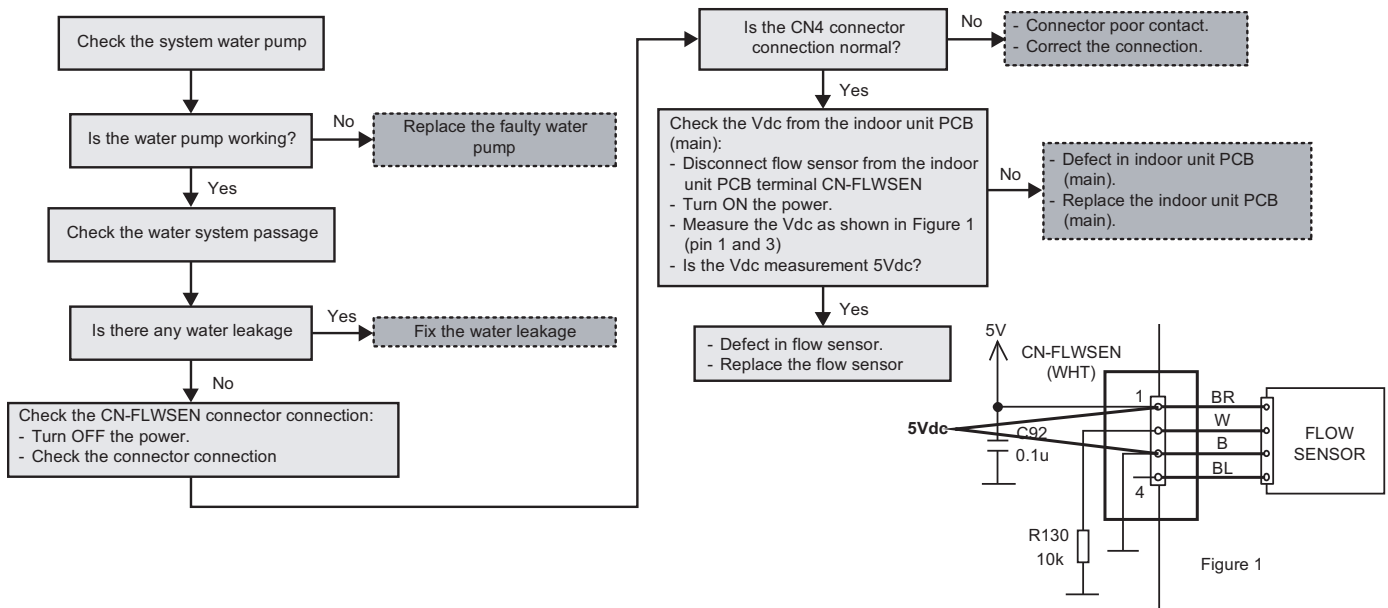 Check the system water pump
Is the water pump working?
No
Replace the faulty water
pump
Yes
Check the water system passage
Is there any water leakage
Yes
Fix the water leakage
No
Check the CN-FLWSEN connector connection:
- Turn OFF the power.
- Check the connector connection
Is the CN4 connector
connection normal?
No
- Connector poor contact.
- Correct the connection.
Yes
Check the Vdc from the indoor unit PCB
(main):
- Disconnect flow sensor from the indoor
unit PCB terminal CN-FLWSEN
- Turn ON the power.
- Measure the Vdc as shown in Figure 1
(pin 1 and 3)
- Is the Vdc measurement 5Vdc?
No
- Defect in indoor unit PCB
(main).
- Replace the indoor unit PCB
(main).
Yes
- Defect in flow sensor.
- Replace the flow sensor
5V
CN-FLWSEN
(WHT)
1
BR
W
B
BL
4
5Vdc
C92
0.1u
FLOW
SENSOR
R130
10k
Figure 1